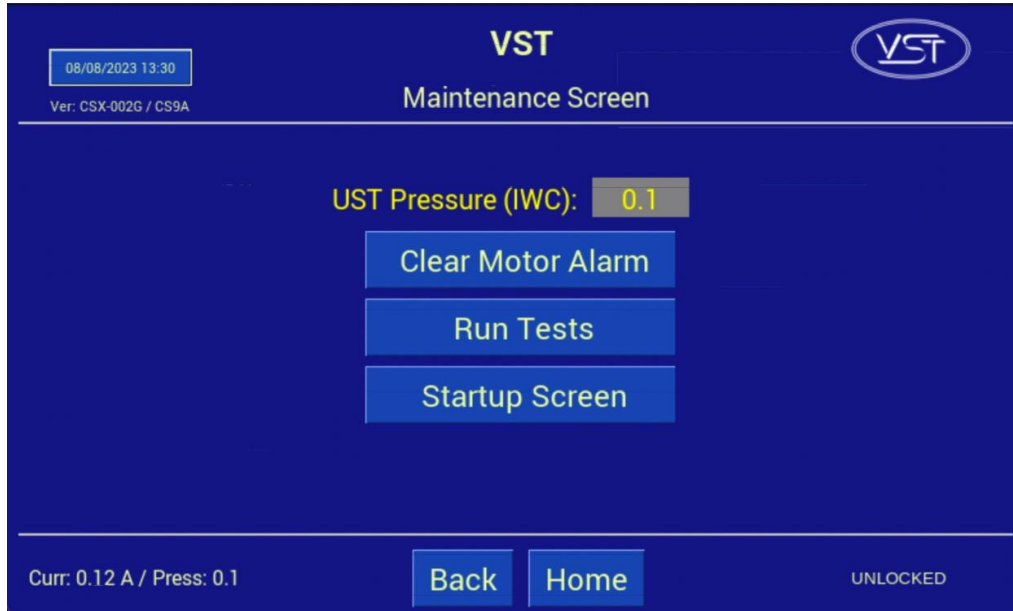 VST
VST
08/08/2023 13:30
Ver: CSX-002G / CS9A
Maintenance Screen
UST Pressure (IWC): 0.1
Clear Motor Alarm
Run Tests
Startup Screen
Curr: 0.12 A / Press: 0.1
Back
Home
UNLOCKED